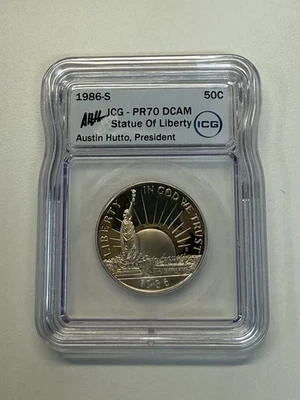 1986-S 50C
ICG - PR70 DCAM
Statue Of Liberty ICG
Austin Hutto, President
LIBERTY
IN GOD WE TRUST
1986